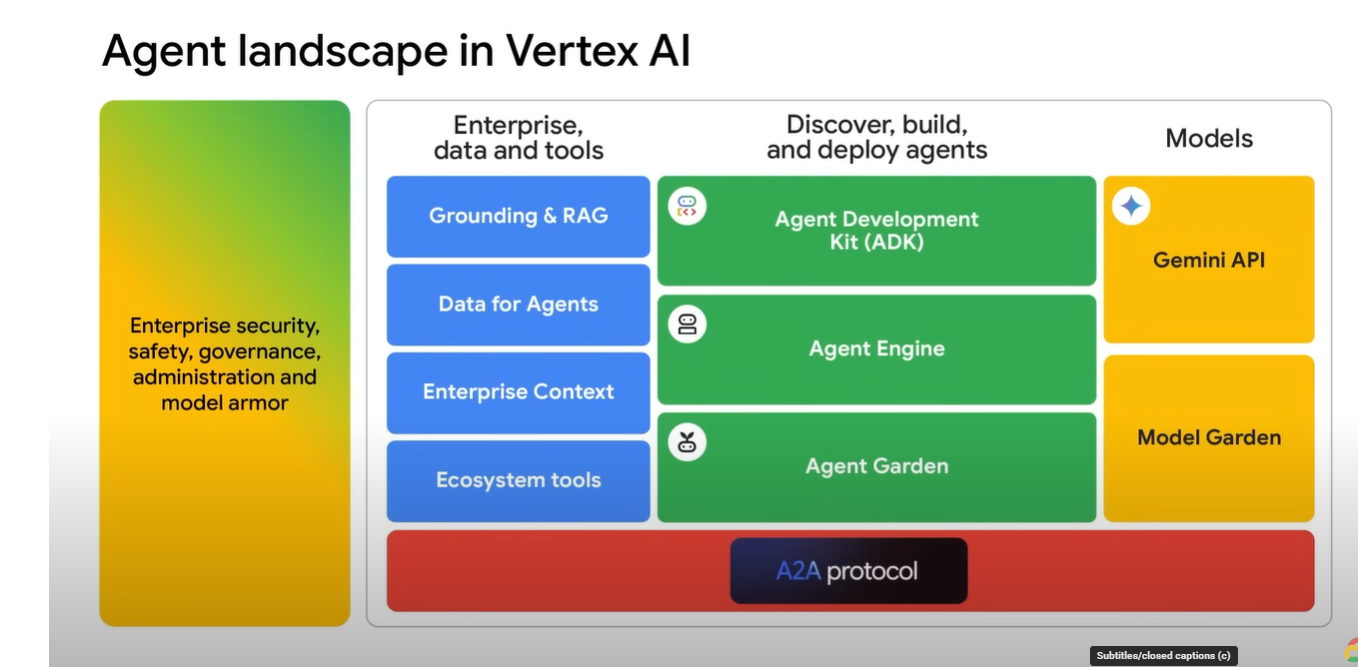 Agent landscape in Vertex AI
Enterprise security,
safety, governance,
administration and
model armor
Enterprise,
data and tools
Grounding & RAG
Data for Agents
Enterprise Context
Ecosystem tools
Discover, build,
and deploy agents
Agent Development
Kit (ADK)
Agent Engine
Agent Garden
Models
Gemini API
Model Garden
A2A protocol
Subtitles/closed captions (c)